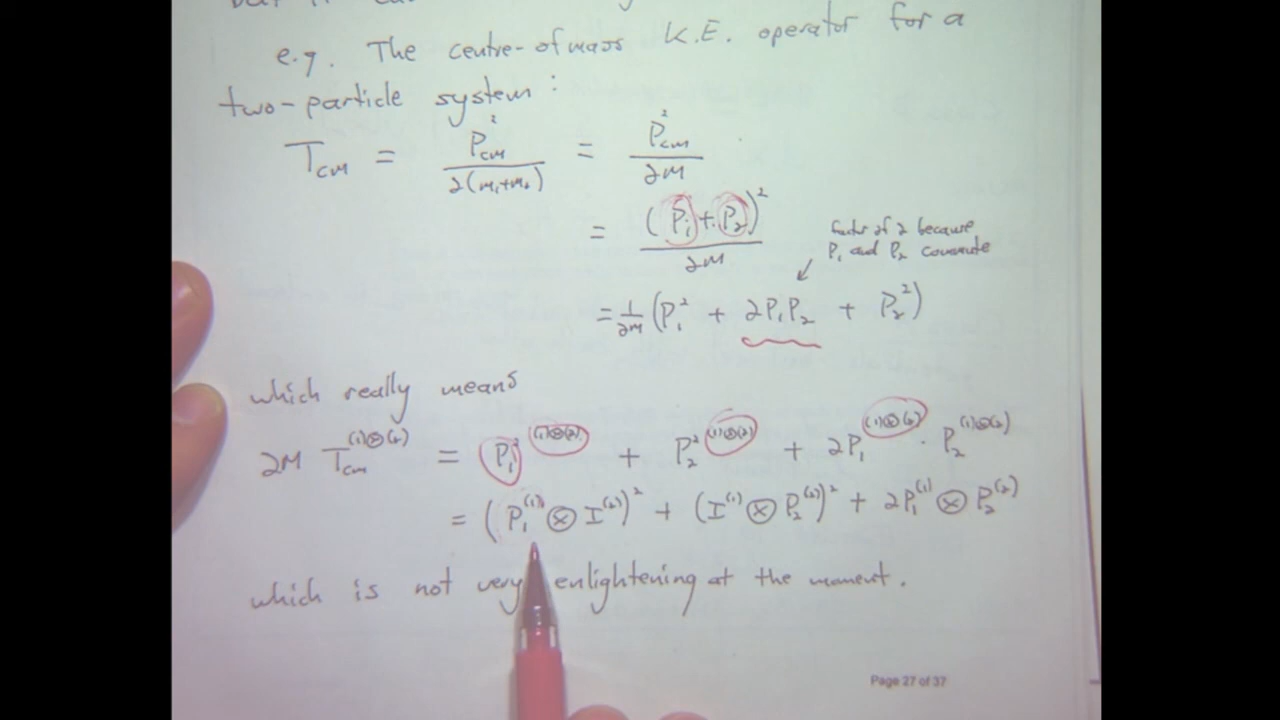 e.g. The centre-of mass K.E. operator for a
two-particle system:
T_CM = P_CM² / 2(m₁+m₂) = P_CM² / 2M
= (P₁ + P₂)² / 2M
factor of 2 because
P₁ and P₂ commute
= 1/2M (P₁² + 2P₁P₂ + P₂²)
which really means
2M T_CM^(1)⊗(2) = P₁²^(1)⊗(2) + P₂²^(1)⊗(2) + 2P₁^(1)⊗(2) · P₂^(1)⊗(2)
= (P₁^(1) ⊗ I^(2))² + (I^(1) ⊗ P₂^(2))² + 2P₁^(1) ⊗ P₂^(2)
which is not very enlightening at the moment.
Page 27 of 37